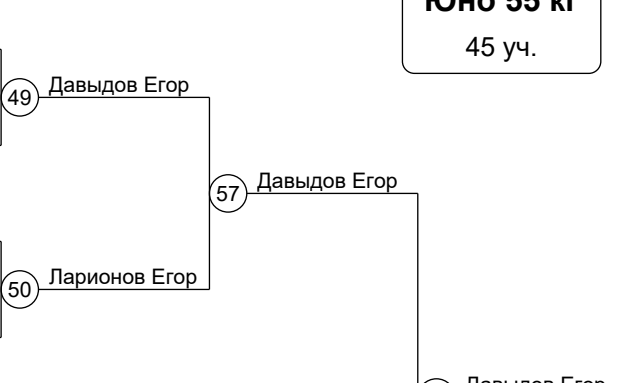 Юно 55 кг
45 уч.
49 Давыдов Егор
57 Давыдов Егор
50 Ларионов Егор
Давыдов Егор